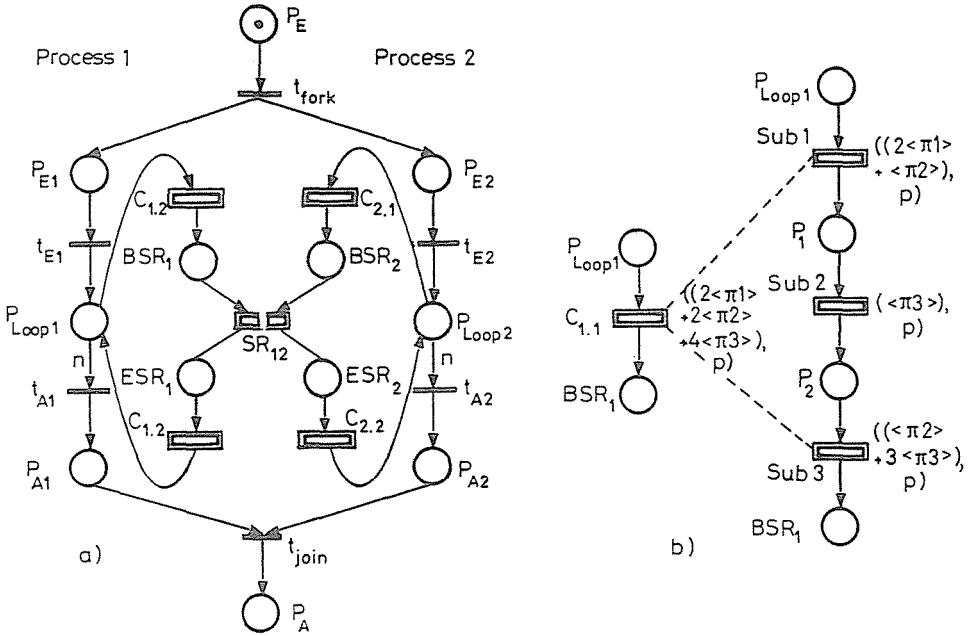 P_E
Process 1
Process 2
t_fork
P_E1
P_E2
C_1.2
C_2.1
t_E1
t_E2
BSR_1
BSR_2
P_Loop1
P_Loop2
SR_12
n
n
ESR_1
ESR_2
t_A1
t_A2
C_1.2
C_2.2
P_A1
P_A2
a)
t_join
P_A
P_Loop1
C_1.1
((2<π1>
+2<π2>
+4<π3>),
p)
BSR_1
P_Loop1
Sub 1
((2<π1>
+ <π2>),
p)
P_1
Sub 2
(<π3>),
p)
P_2
((<π2>
+3<π3>),
p)
Sub 3
BSR_1
b)